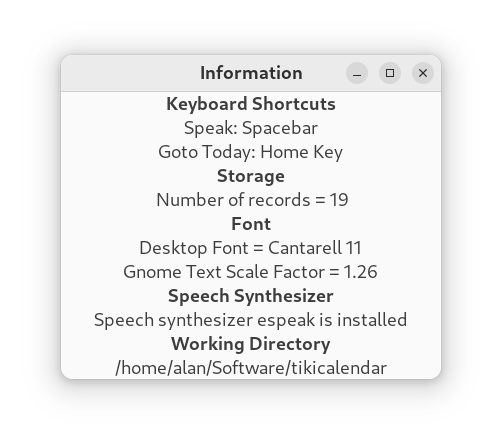 Information
Keyboard Shortcuts
Speak: Spacebar
Goto Today: Home Key
Storage
Number of records = 19
Font
Desktop Font = Cantarell 11
Gnome Text Scale Factor = 1.26
Speech Synthesizer
Speech synthesizer espeak is installed
Working Directory
/home/alan/Software/tikicalendar